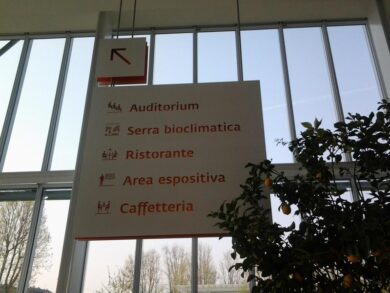 Auditorium
Serra bioclimatica
Ristorante
Area espositiva
Caffetteria